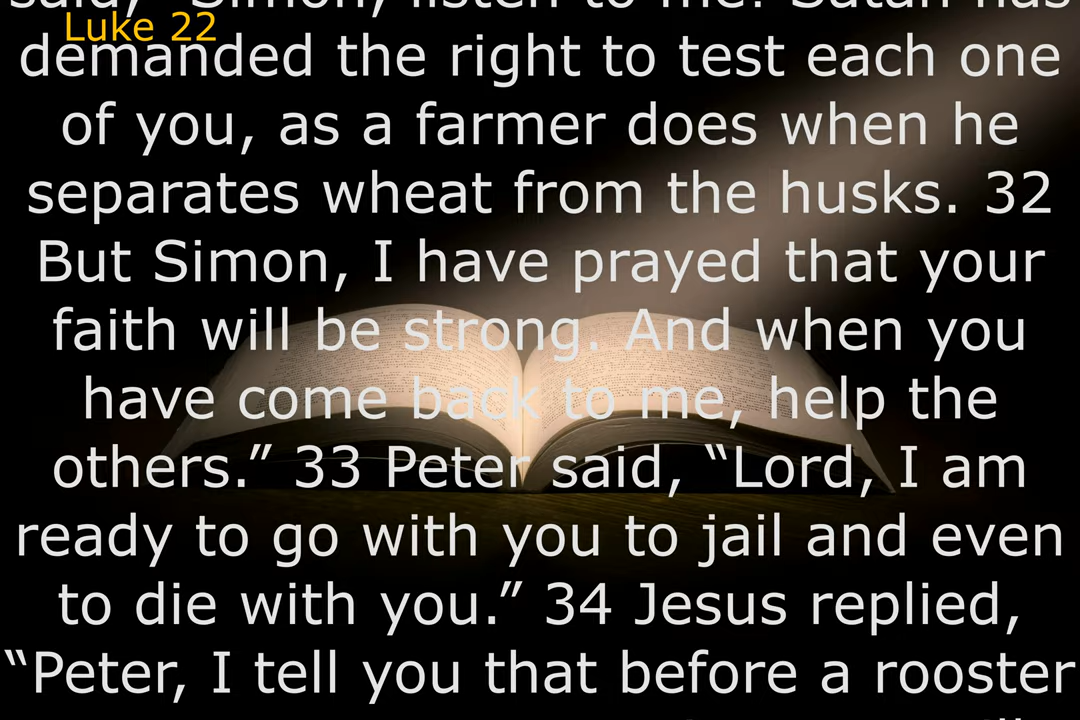 said, “Simon, listen to me! Satan has
Luke 22
demanded the right to test each one
of you, as a farmer does when he
separates wheat from the husks. 32
But Simon, I have prayed that your
faith will be strong. And when you
have come back to me, help the
others.” 33 Peter said, “Lord, I am
ready to go with you to jail and even
to die with you.” 34 Jesus replied,
“Peter, I tell you that before a rooster